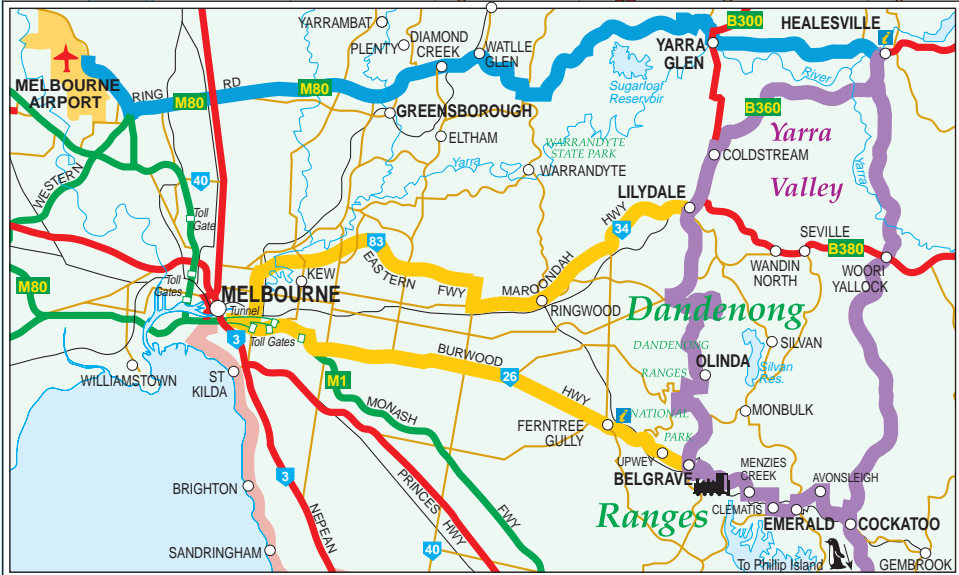 YARRAMBAT
B300
HEALESVILLE
i
PLENTY
DIAMOND
CREEK
WATLLE
GLEN
YARRA
GLEN
MELBOURNE
AIRPORT
RING
RD
M80
M80
Sugarloaf
Reservoir
River
B360
GREENSBOROUGH
ELTHAM
WARRANDYTE
STATE PARK
Yarra
WARRANDYTE
Yarra
Valley
COLDSTREAM
Yarra
WESTERN
40
Toll
Gate
LILYDALE
HWY
34
83
EASTERN
FWY
MAROONDAH
RINGWOOD
SEVILLE
B380
WANDIN
NORTH
WOORI
YALLOCK
M80
Toll
Gates
KEW
MELBOURNE
Tunnel
3
Toll Gates
Dandenong
DANDENONG
RANGES
NATIONAL
PARK
OLINDA
SILVAN
Silvan
Res.
WILLIAMSTOWN
ST
KILDA
M1
BURWOOD
26
HWY
MONASH
FWY
i
FERNTREE
GULLY
MONBULK
UPWEY
BELGRAVE
MENZIES
CREEK
AVONSLEIGH
BRIGHTON
3
PRINCES
HWY
NEPEAN
Ranges
CLEMATIS
EMERALD
COCKATOO
SANDRINGHAM
40
To Phillip Island
GEMBROOK